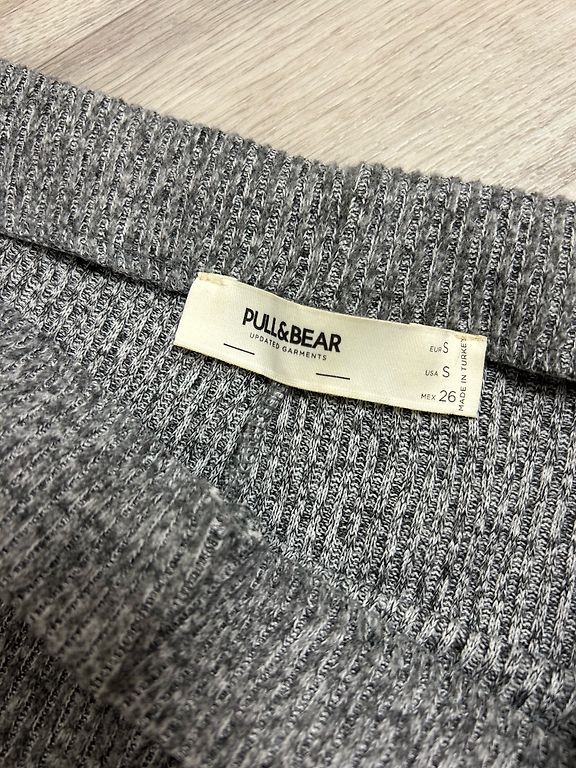 PULL&BEAR
UPDATED GARMENTS
EUR S
USA S
MEX 26
MADE IN TURKEY